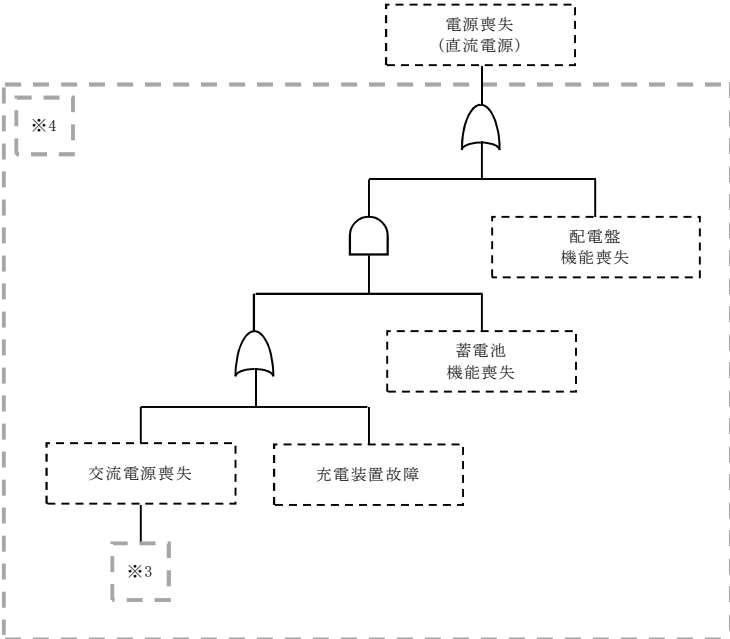 電源喪失
(直流電源)
※4
配電盤
機能喪失
蓄電池
機能喪失
交流電源喪失
充電装置故障
※3